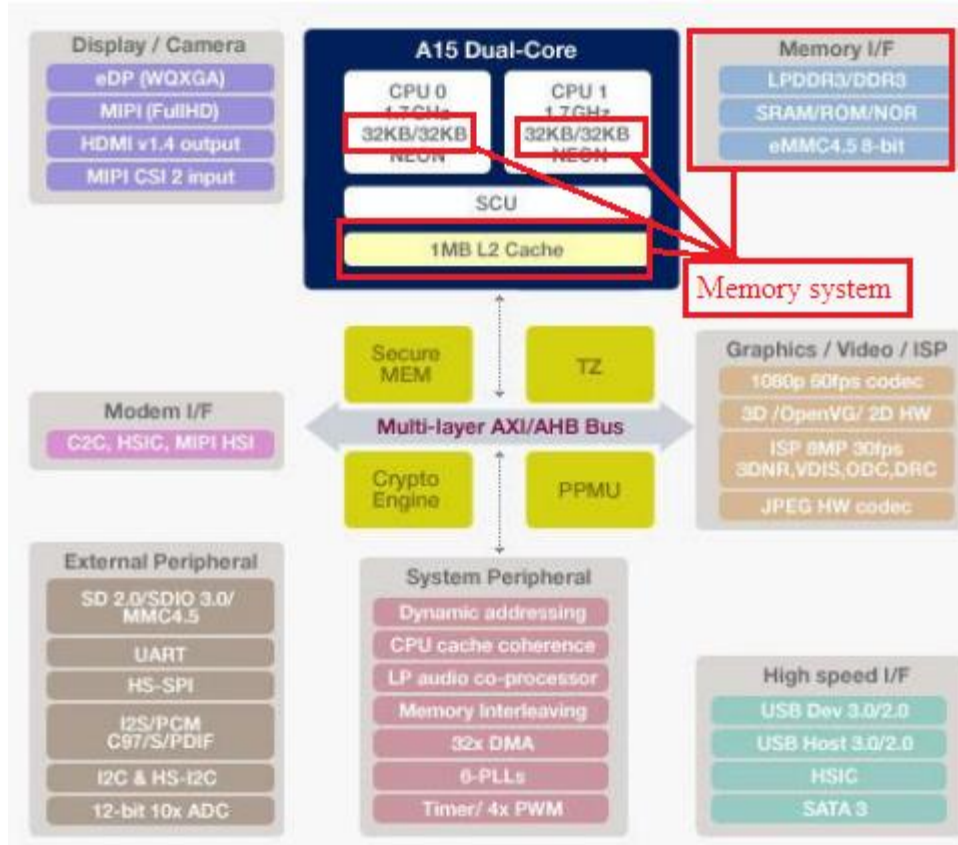 Display / Camera
eDP (WQXGA)
MIPI (FullHD)
HDMI v1.4 output
MIPI CSI 2 input
A15 Dual-Core
CPU 0
1.7GHz
32KB/32KB
NEON
CPU 1
1.7GHz
32KB/32KB
NEON
SCU
1MB L2 Cache
Memory I/F
LPDDR3/DDR3
SRAM/ROM/NOR
eMMC4.5 8-bit
Memory system
Secure
MEM
TZ
Multi-layer AXI/AHB Bus
Crypto
Engine
PPMU
Modem I/F
C2C, HSIC, MIPI HSI
Graphics / Video / ISP
1080p 60fps codec
3D /OpenVG/ 2D HW
ISP 8MP 30fps
3DNR,VDIS,ODC,DRC
JPEG HW codec
External Peripheral
SD 2.0/SDIO 3.0/
MMC4.5
UART
HS-SPI
I2S/PCM
C97/S/PDIF
I2C & HS-I2C
12-bit 10x ADC
System Peripheral
Dynamic addressing
CPU cache coherence
LP audio co-processor
Memory Interleaving
32x DMA
6-PLLs
Timer/ 4x PWM
High speed I/F
USB Dev 3.0/2.0
USB Host 3.0/2.0
HSIC
SATA 3